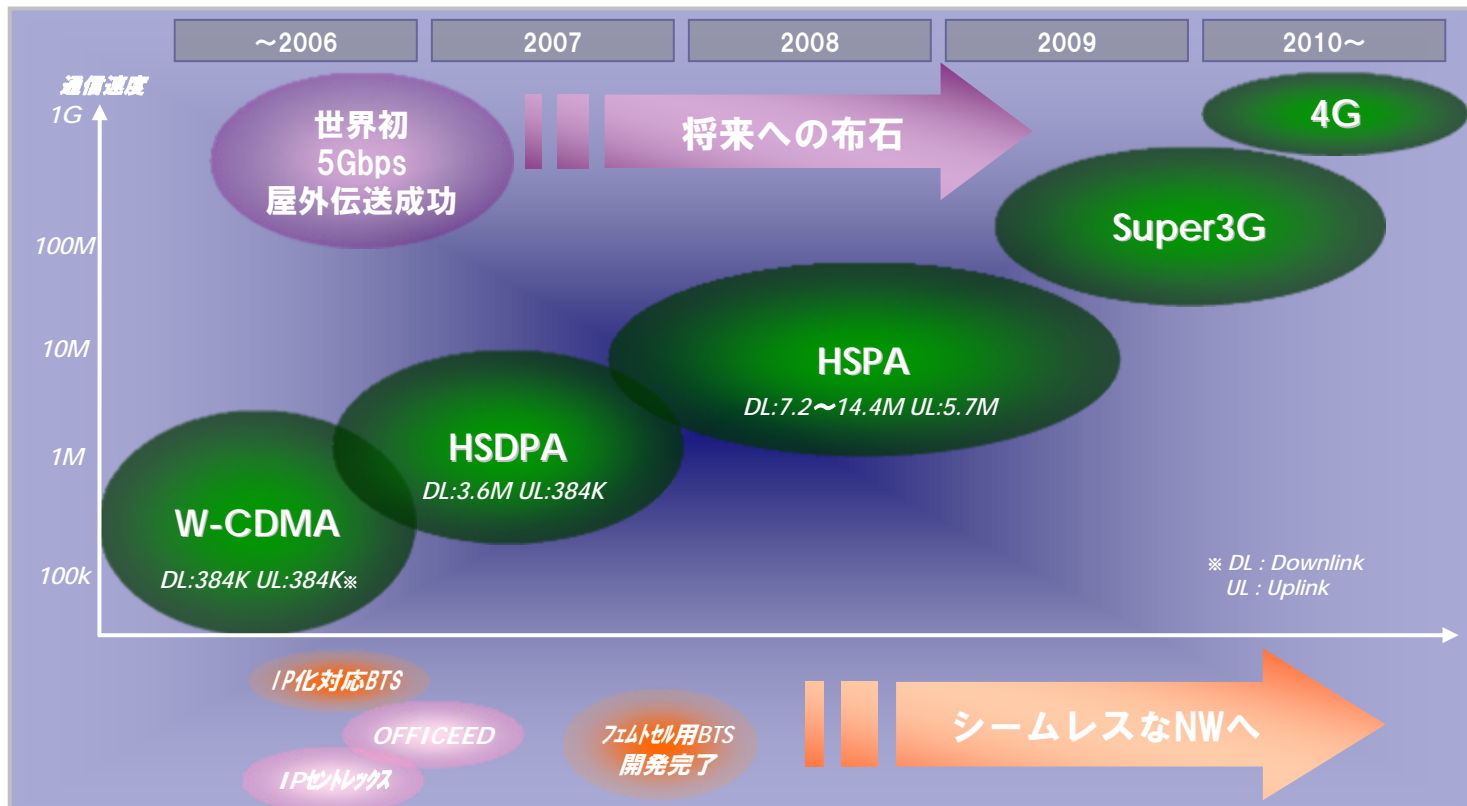 ～2006
2007
2008
2009
2010～
通信速度
1G
100M
10M
1M
100k
世界初
5Gbps
屋外伝送成功
将来への布石
4G
Super3G
HSPA
DL:7.2～14.4M UL:5.7M
HSDPA
DL:3.6M UL:384K
W-CDMA
DL:384K UL:384K※
※ DL : Downlink
UL : Uplink
IP化対応BTS
OFFICEED
IPセントレックス
フェムトセル用BTS
開発完了
シームレスなNWへ